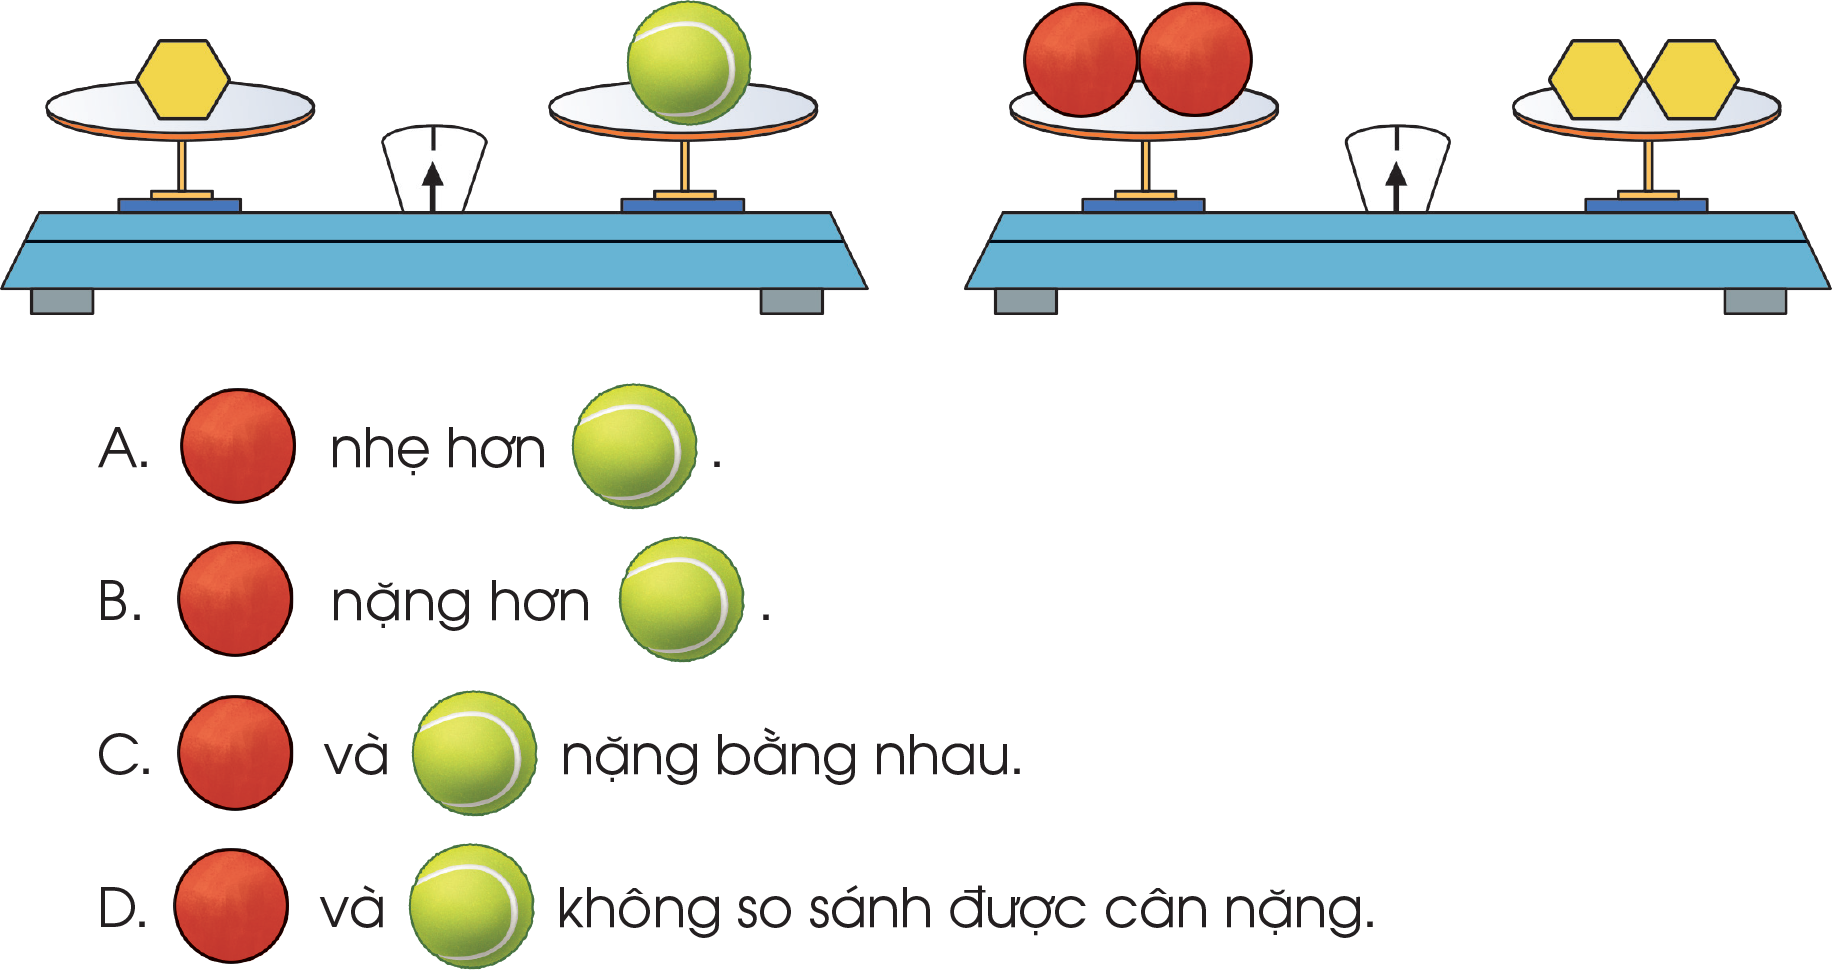 A. nhẹ hơn .
B. nặng hơn .
C. và nặng bằng nhau.
D. và không so sánh được cân nặng.